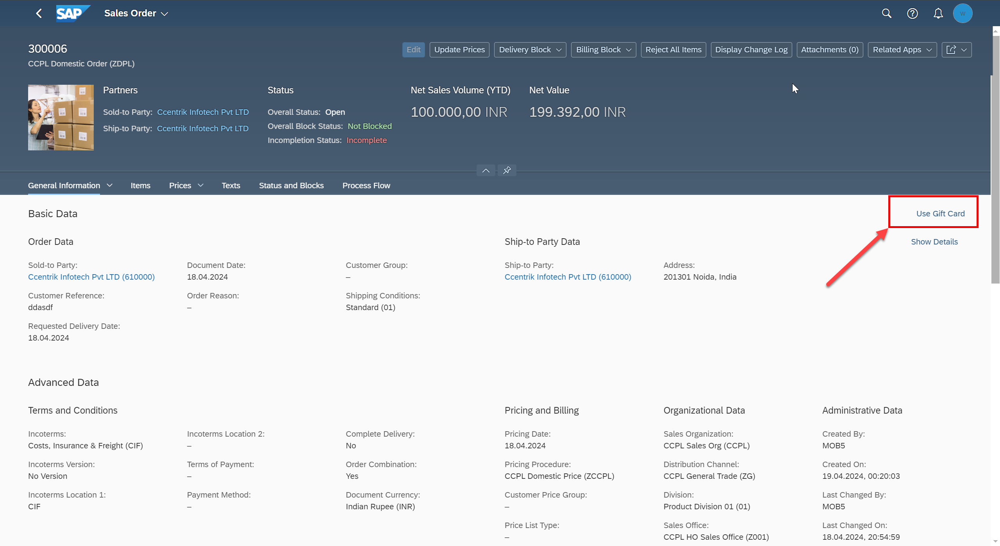 SAP
Sales Order
W
300006
CCPL Domestic Order (ZDPL)
Edit
Update Prices
Delivery Block
Billing Block
Reject All Items
Display Change Log
Attachments (0)
Related Apps
Partners
Sold-to Party: Ccentrik Infotech Pvt LTD
Ship-to Party: Ccentrik Infotech Pvt LTD
Status
Overall Status: Open
Overall Block Status: Not Blocked
Incompletion Status: Incomplete
Net Sales Volume (YTD)
100.000,00 INR
Net Value
199.392,00 INR
General Information
Items
Prices
Texts
Status and Blocks
Process Flow
Basic Data
Use Gift Card
Order Data
Sold-to Party:
Ccentrik Infotech Pvt LTD (610000)
Customer Reference:
ddasdf
Requested Delivery Date:
18.04.2024
Document Date:
18.04.2024
Order Reason:
–
Customer Group:
–
Shipping Conditions:
Standard (01)
Ship-to Party Data
Show Details
Ship-to Party:
Ccentrik Infotech Pvt LTD (610000)
Address:
201301 Noida, India
Advanced Data
Terms and Conditions
Incoterms:
Costs, Insurance & Freight (CIF)
Incoterms Version:
No Version
Incoterms Location 1:
CIF
Incoterms Location 2:
–
Terms of Payment:
–
Payment Method:
–
Complete Delivery:
No
Order Combination:
Yes
Document Currency:
Indian Rupee (INR)
Pricing and Billing
Pricing Date:
18.04.2024
Pricing Procedure:
CCPL Domestic Price (ZCCPL)
Customer Price Group:
–
Price List Type:
–
Organizational Data
Sales Organization:
CCPL Sales Org (CCPL)
Distribution Channel:
CCPL General Trade (ZG)
Division:
Product Division 01 (01)
Sales Office:
CCPL HO Sales Office (Z001)
Administrative Data
Created By:
MOB5
Created On:
19.04.2024, 00:20:03
Last Changed By:
MOB5
Last Changed On:
18.04.2024, 20:54:59